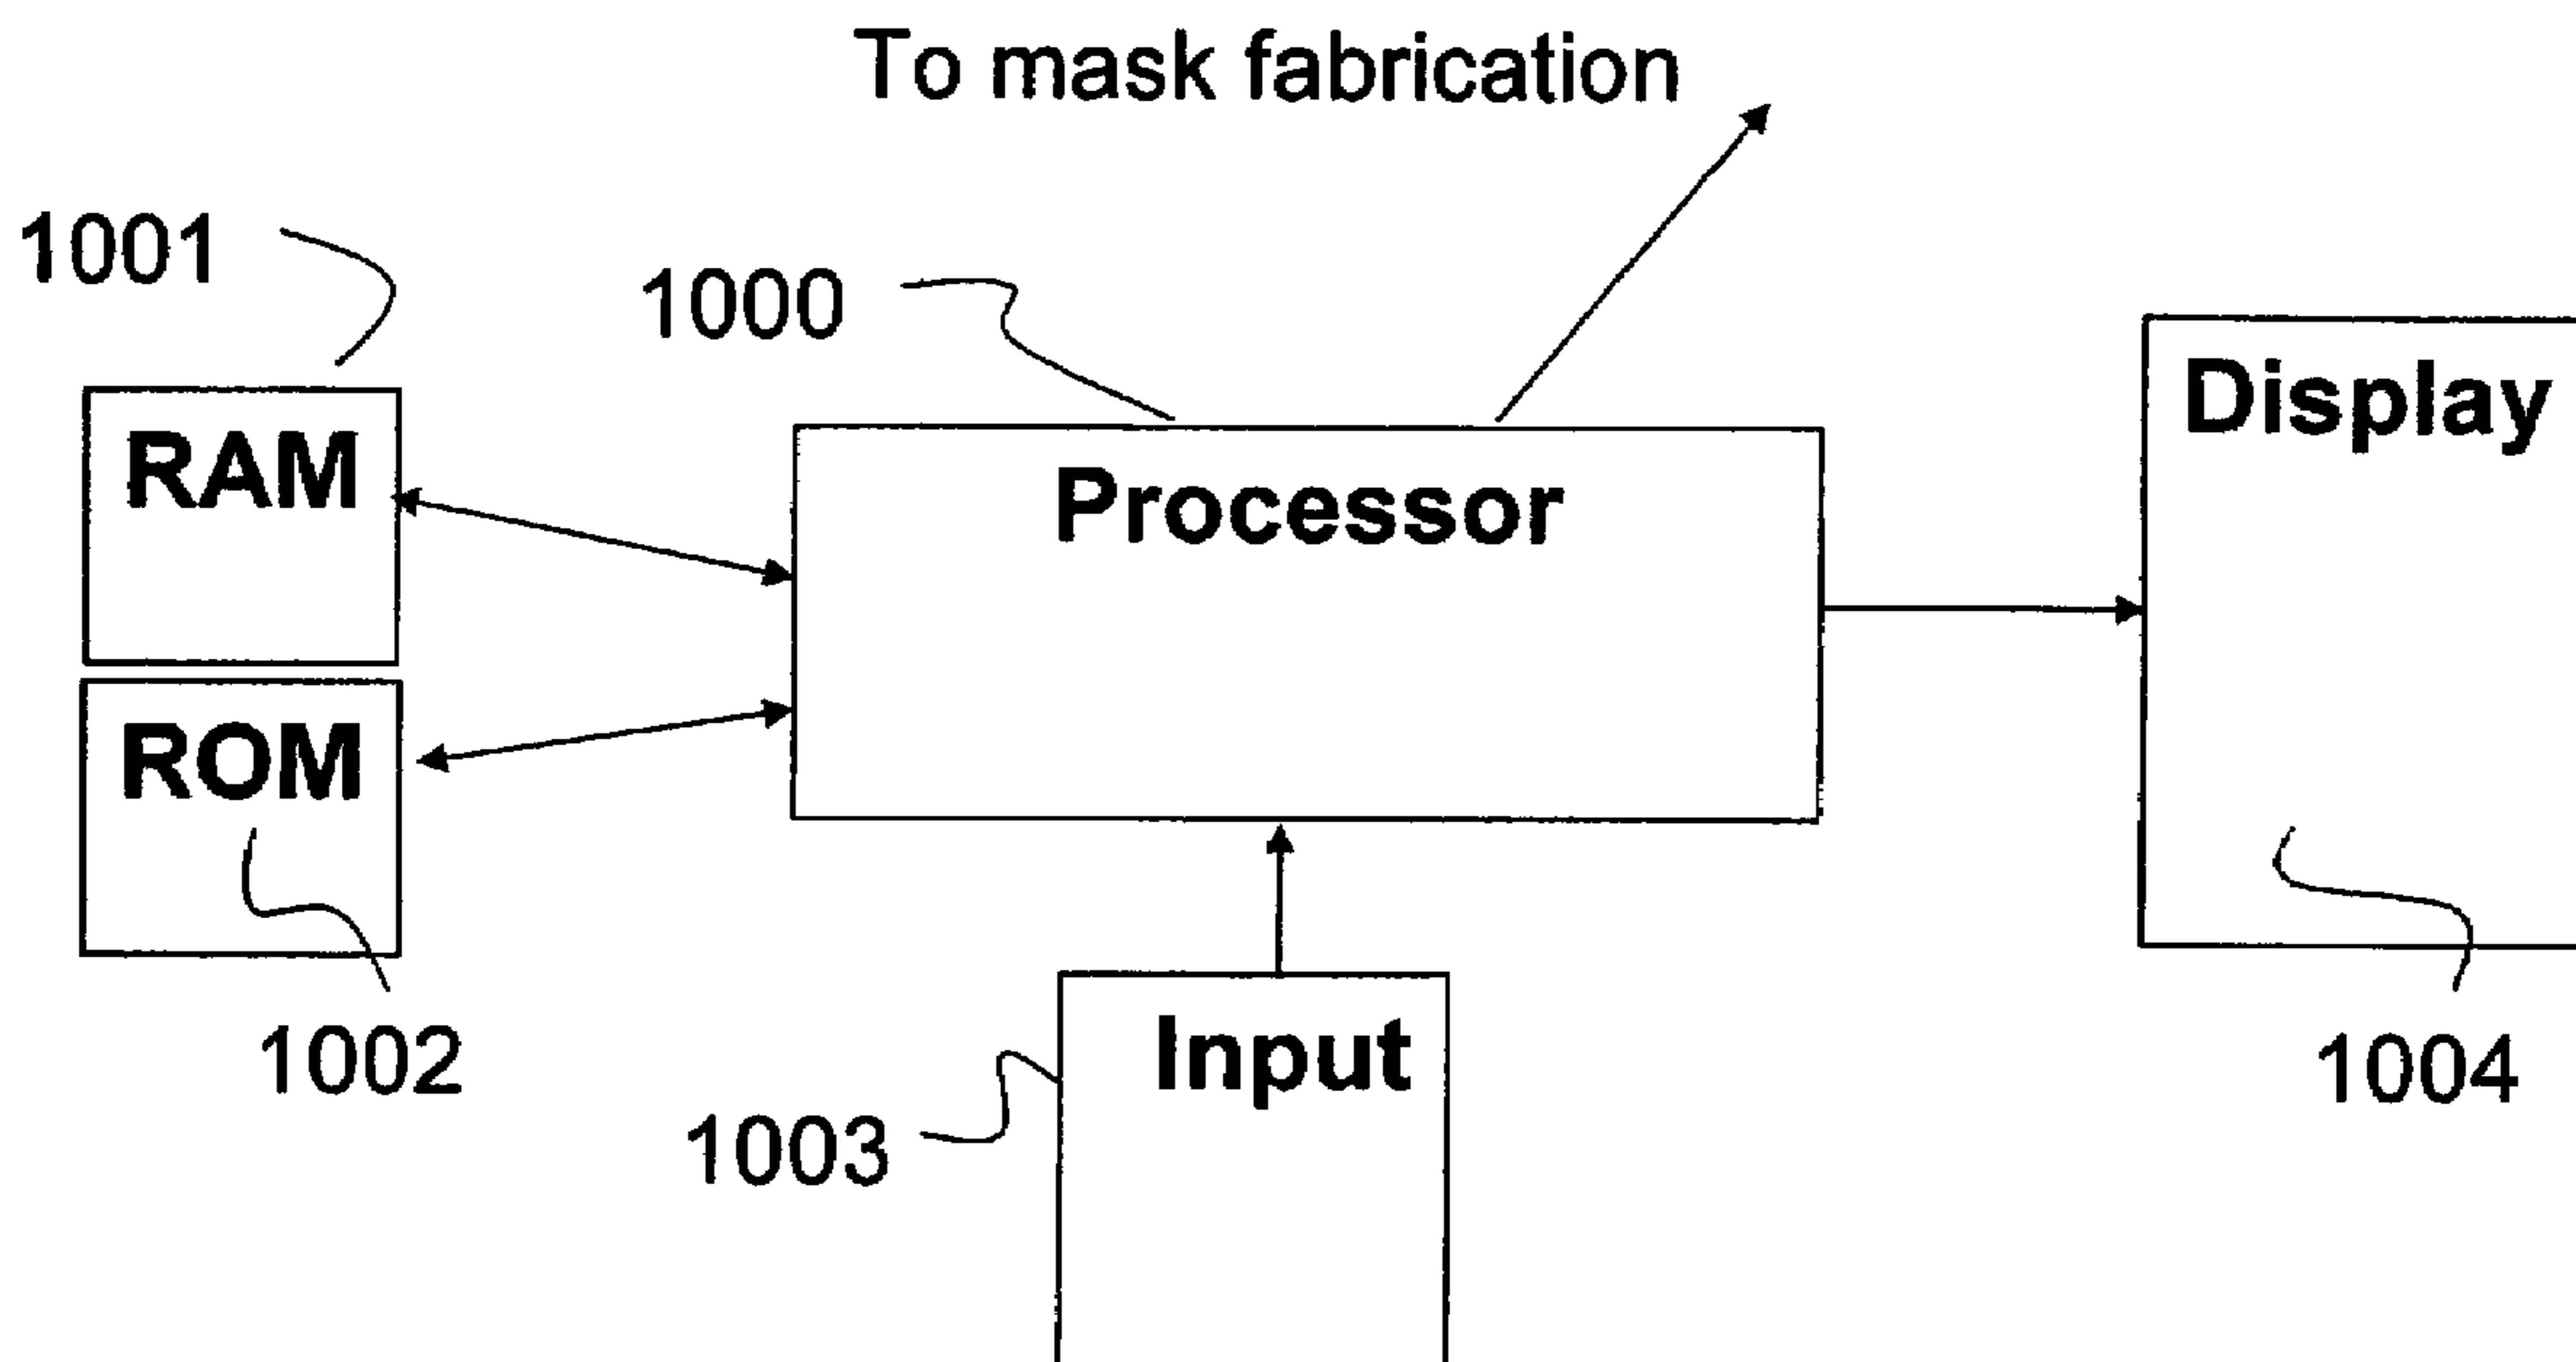 To mask fabrication
1001
1000
RAM
Processor
Display
ROM
1002
Input
1003
1004